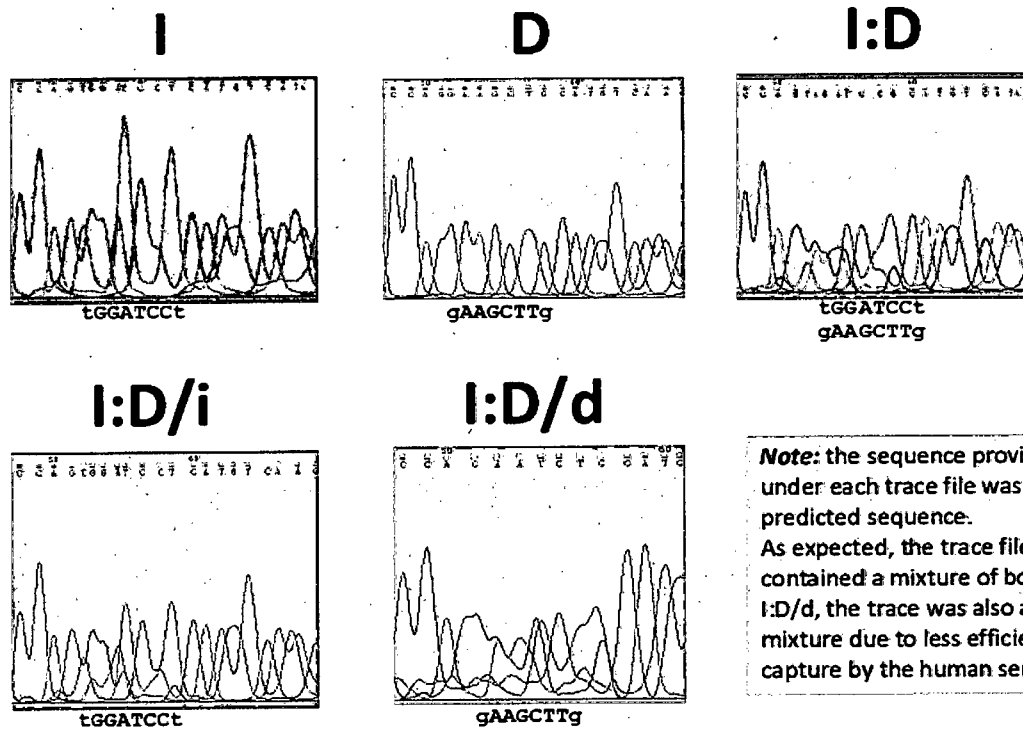 I
D
I:D
tGGATCCt
gAAGCTTg
tGGATCCt
gAAGCTTg
I:D/i
I:D/d
tGGATCCt
gAAGCTTg
Note: the sequence provi
under each trace file was
predicted sequence.
As expected, the trace file
contained a mixture of bo
I:D/d, the trace was also a
mixture due to less efficie
capture by the human ser